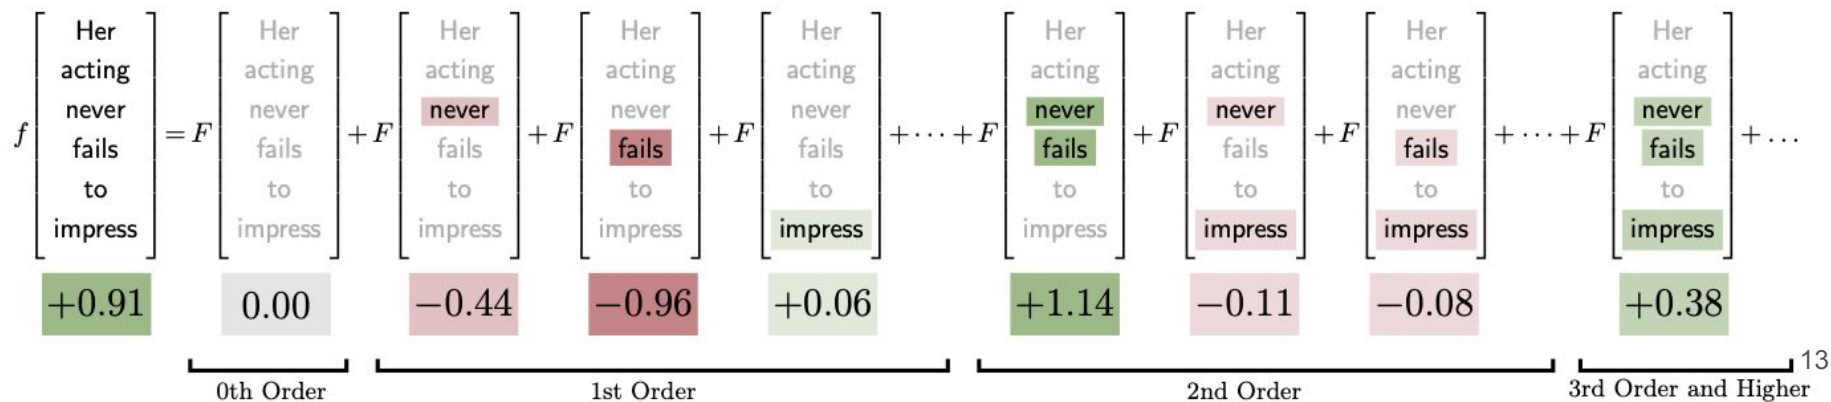 f [Her acting never fails to impress] = F [Her acting never fails to impress] + F [Her acting never fails to impress] + F [Her acting never fails to impress] + F [Her acting never fails to impress] + ⋯ + F [Her acting never fails to impress] + F [Her acting never fails to impress] + F [Her acting never fails to impress] + ⋯ + F [Her acting never fails to impress] + …
+0.91 0.00 −0.44 −0.96 +0.06 +1.14 −0.11 −0.08 +0.38
0th Order 1st Order 2nd Order 3rd Order and Higher
13